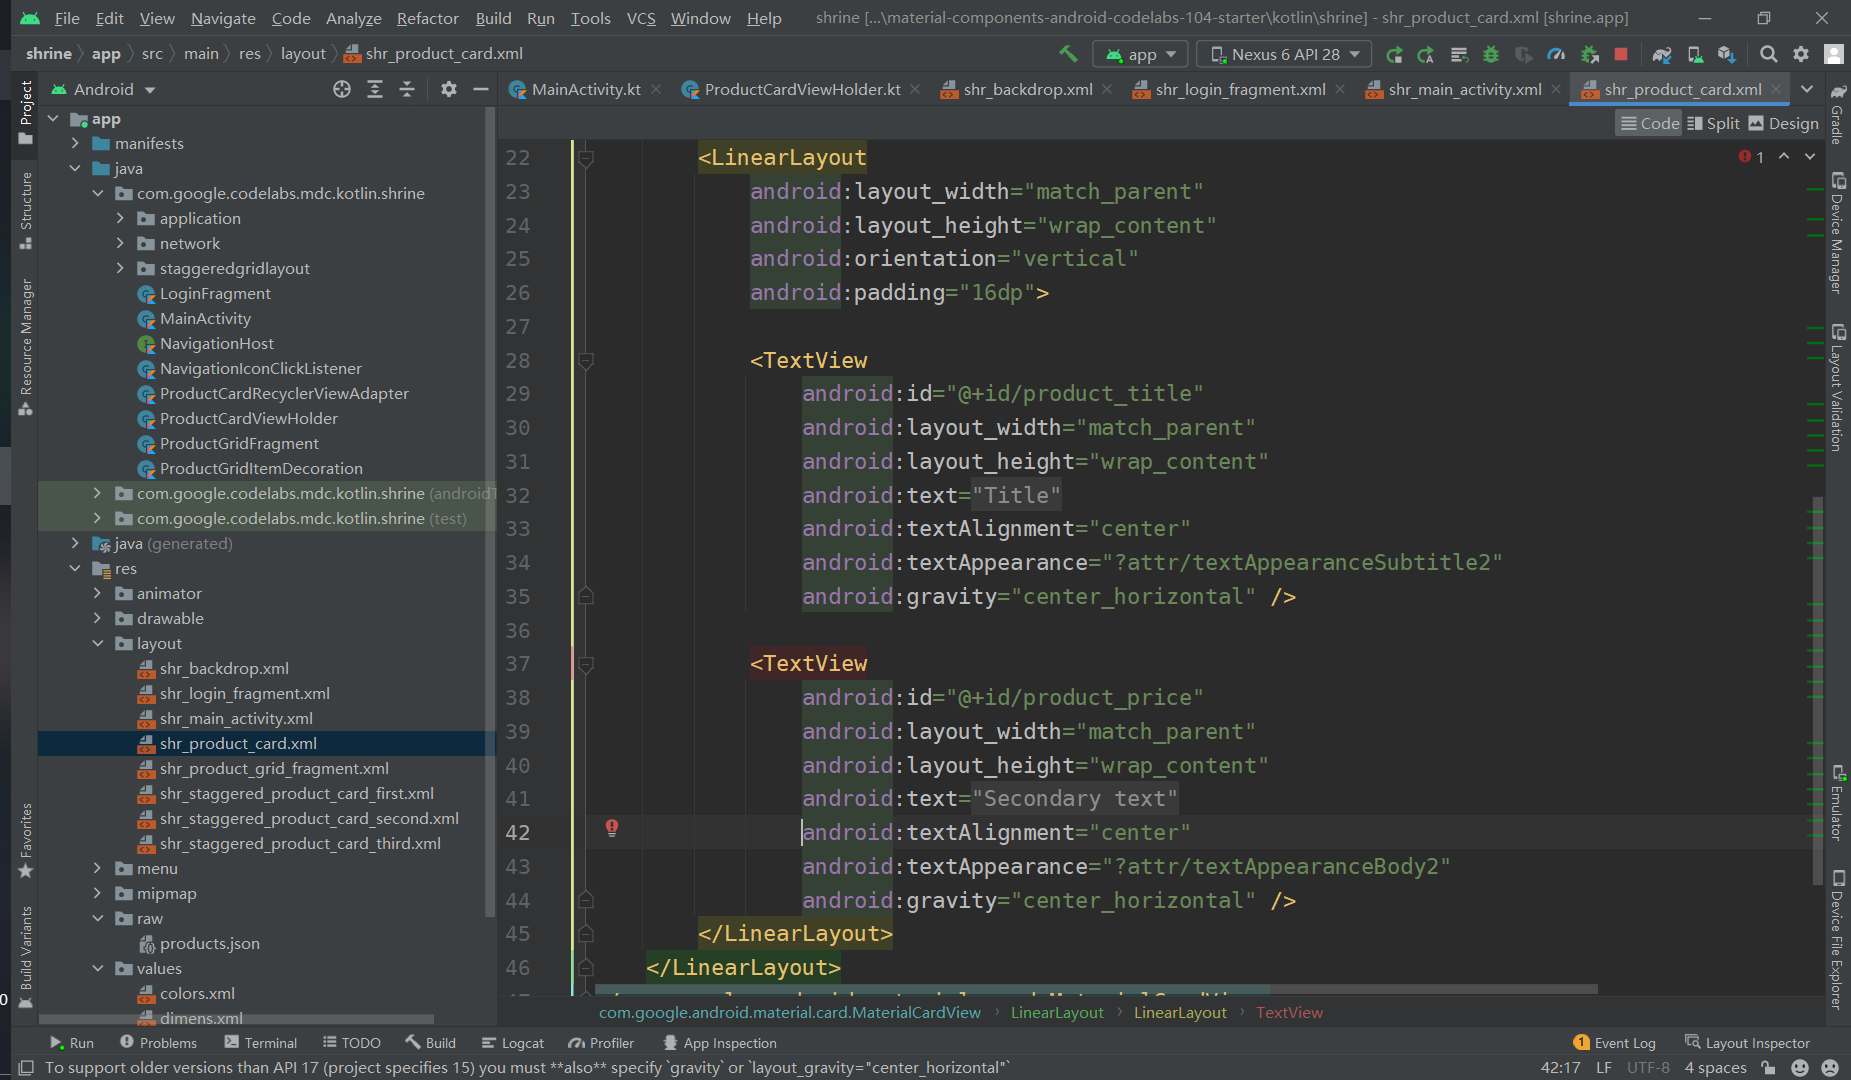 File Edit View Navigate Code Analyze Refactor Build Run Tools VCS Window Help shrine [...\material-components-android-codelabs-104-starter\kotlin\shrine] - shr_product_card.xml [shrine.app]
shrine app src main res layout shr_product_card.xml app Nexus 6 API 28
Android MainActivity.kt ProductCardViewHolder.kt shr_backdrop.xml shr_login_fragment.xml shr_main_activity.xml shr_product_card.xml
Code Split Design
Project
Structure
Resource Manager
Favorites
Build Variants
app
manifests
java
com.google.codelabs.mdc.kotlin.shrine
application
network
staggeredgridlayout
LoginFragment
MainActivity
NavigationHost
NavigationIconClickListener
ProductCardRecyclerViewAdapter
ProductCardViewHolder
ProductGridFragment
ProductGridItemDecoration
com.google.codelabs.mdc.kotlin.shrine (androidT
com.google.codelabs.mdc.kotlin.shrine (test)
java (generated)
res
animator
drawable
layout
shr_backdrop.xml
shr_login_fragment.xml
shr_main_activity.xml
shr_product_card.xml
shr_product_grid_fragment.xml
shr_staggered_product_card_first.xml
shr_staggered_product_card_second.xml
shr_staggered_product_card_third.xml
menu
mipmap
raw
products.json
values
colors.xml
dimens.xml
1
22 <LinearLayout
23 android:layout_width="match_parent"
24 android:layout_height="wrap_content"
25 android:orientation="vertical"
26 android:padding="16dp">
27
28 <TextView
29 android:id="@+id/product_title"
30 android:layout_width="match_parent"
31 android:layout_height="wrap_content"
32 android:text="Title"
33 android:textAlignment="center"
34 android:textAppearance="?attr/textAppearanceSubtitle2"
35 android:gravity="center_horizontal" />
36
37 <TextView
38 android:id="@+id/product_price"
39 android:layout_width="match_parent"
40 android:layout_height="wrap_content"
41 android:text="Secondary text"
42 android:textAlignment="center"
43 android:textAppearance="?attr/textAppearanceBody2"
44 android:gravity="center_horizontal" />
45 </LinearLayout>
46 </LinearLayout>
com.google.android.material.card.MaterialCardView LinearLayout LinearLayout TextView
Gradle
Device Manager
Layout Validation
Emulator
Device File Explorer
0
Run Problems Terminal TODO Build Logcat Profiler App Inspection 1 Event Log Layout Inspector
To support older versions than API 17 (project specifies 15) you must **also** specify `gravity` or `layout_gravity="center_horizontal"` 42:17 LF UTF-8 4 spaces